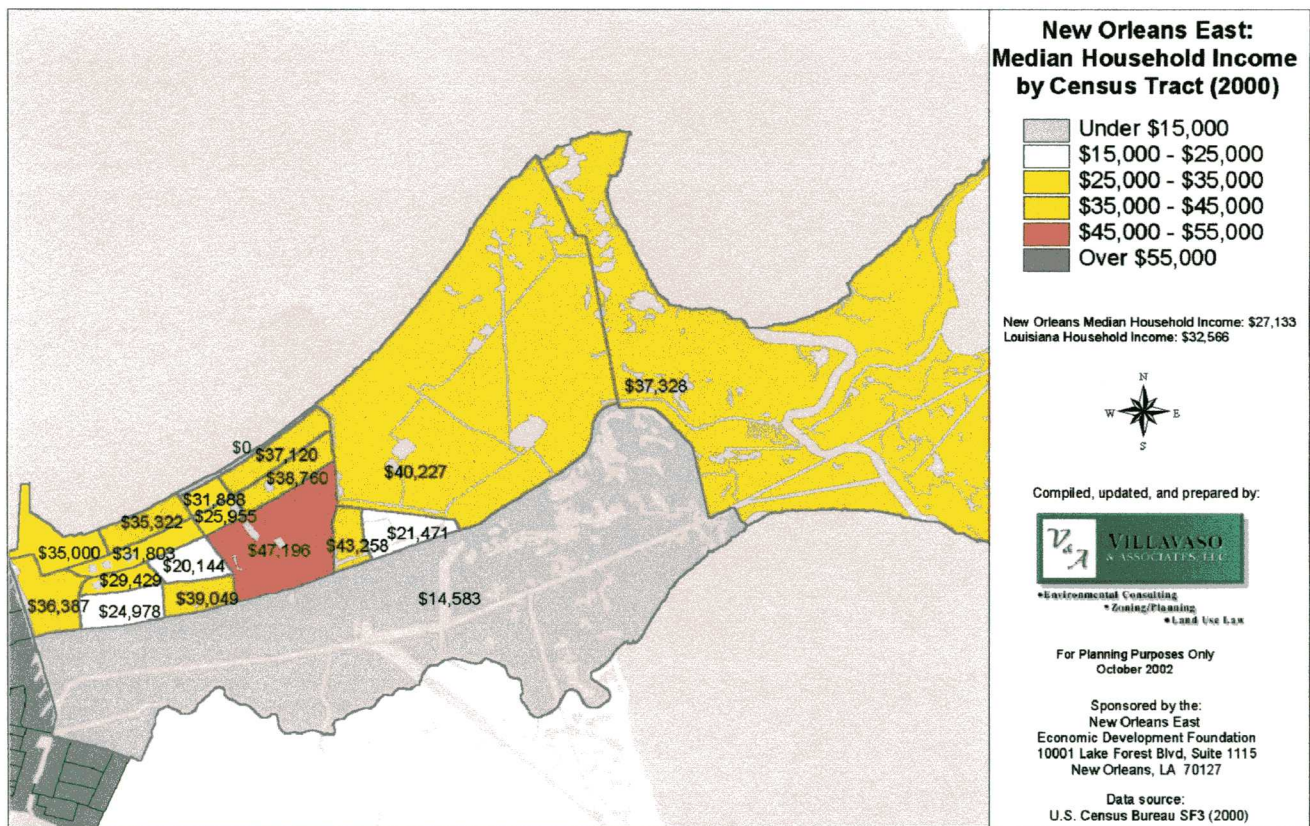 New Orleans East:
Median Household Income
by Census Tract (2000)
Under $15,000
$15,000 - $25,000
$25,000 - $35,000
$35,000 - $45,000
$45,000 - $55,000
Over $55,000
New Orleans Median Household Income: $27,133
Louisiana Household Income: $32,566
N
W E
S
Compiled, updated, and prepared by:
V & A
VILLAVASO
& ASSOCIATES, LLC
•Environmental Consulting
• Zoning/Planning
•Land Use Law
For Planning Purposes Only
October 2002
Sponsored by the:
New Orleans East
Economic Development Foundation
10001 Lake Forest Blvd, Suite 1115
New Orleans, LA 70127
Data source:
U.S. Census Bureau SF3 (2000)
$37,328
$0
$37,120
$38,760
$40,227
$31,888
$25,955
$35,322
$21,471
$43,258
$47,196
$35,000
$31,803
$20,144
$29,429
$36,387
$24,978
$39,049
$14,583